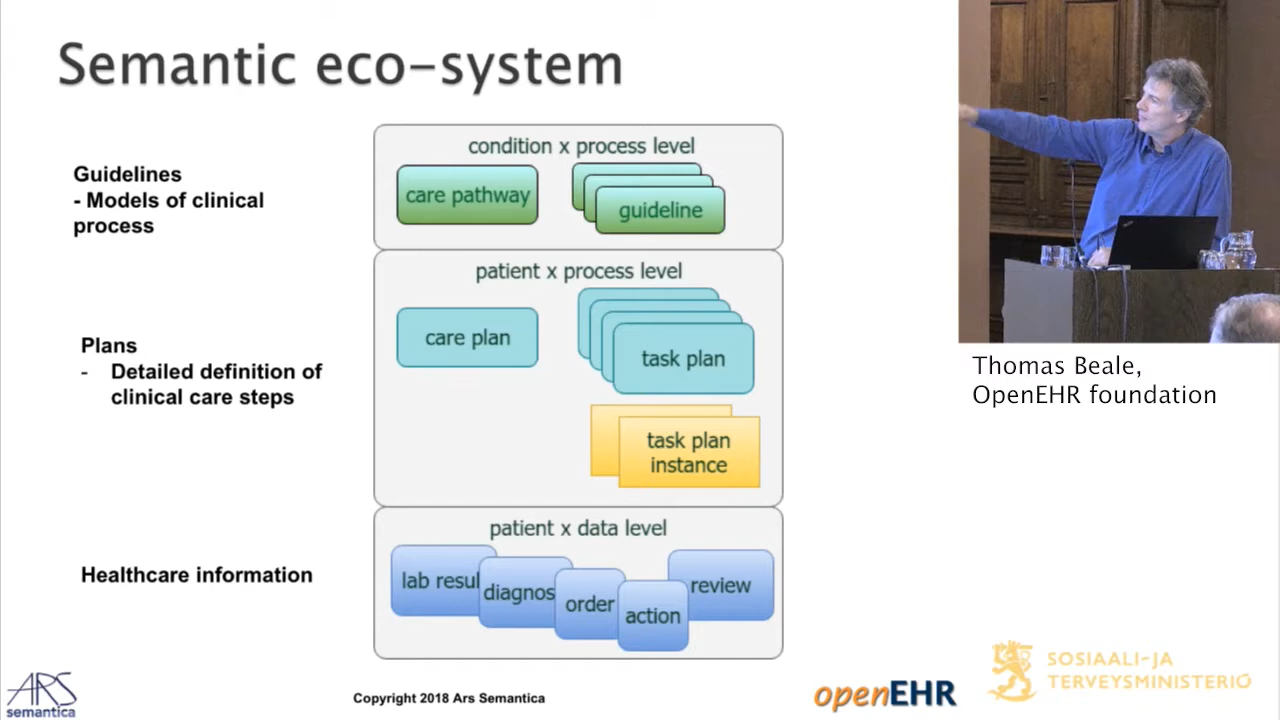 Semantic eco-system
Guidelines
- Models of clinical
process
condition x process level
care pathway
guideline
Plans
- Detailed definition of
clinical care steps
patient x process level
care plan
task plan
task plan
instance
Healthcare information
patient x data level
lab resul
diagnos
order
action
review
Thomas Beale,
OpenEHR foundation
ARS
semantica
Copyright 2018 Ars Semantica
openEHR
SOSIAALI-JA
TERVEYSMINISTERIÖ